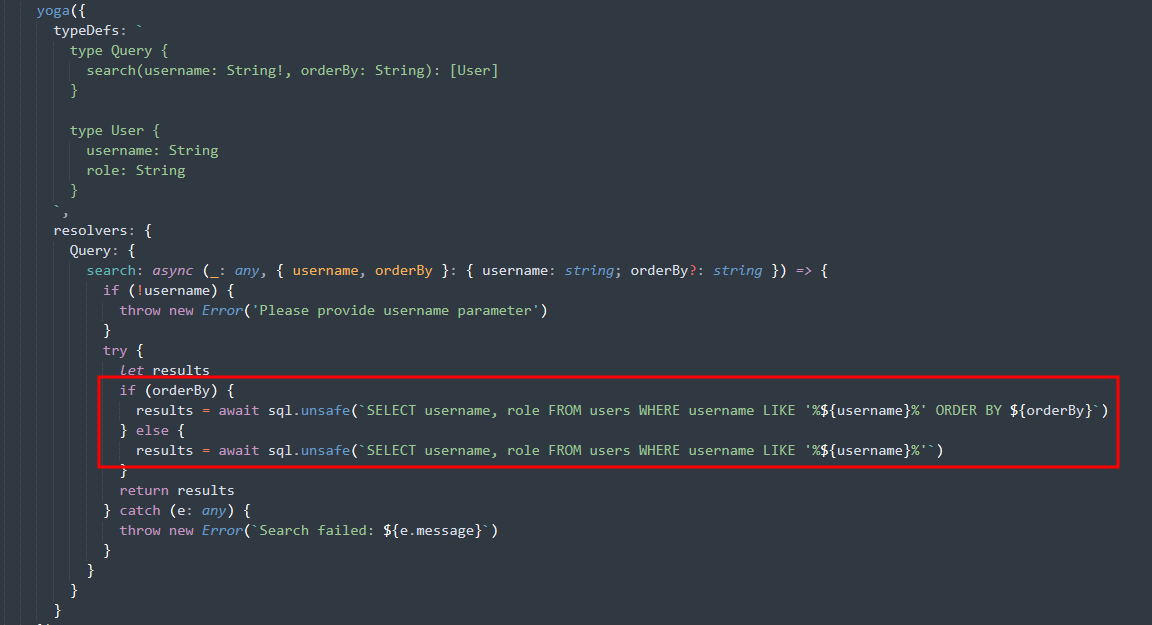 yoga({
typeDefs: `
type Query {
search(username: String!, orderBy: String): [User]
}
type User {
username: String
role: String
}
`,
resolvers: {
Query: {
search: async (_: any, { username, orderBy }: { username: string; orderBy?: string }) => {
if (!username) {
throw new Error('Please provide username parameter')
}
try {
let results
if (orderBy) {
results = await sql.unsafe(`SELECT username, role FROM users WHERE username LIKE '%${username}%' ORDER BY ${orderBy}`)
} else {
results = await sql.unsafe(`SELECT username, role FROM users WHERE username LIKE '%${username}%'`)
}
return results
} catch (e: any) {
throw new Error(`Search failed: ${e.message}`)
}
}
}
}